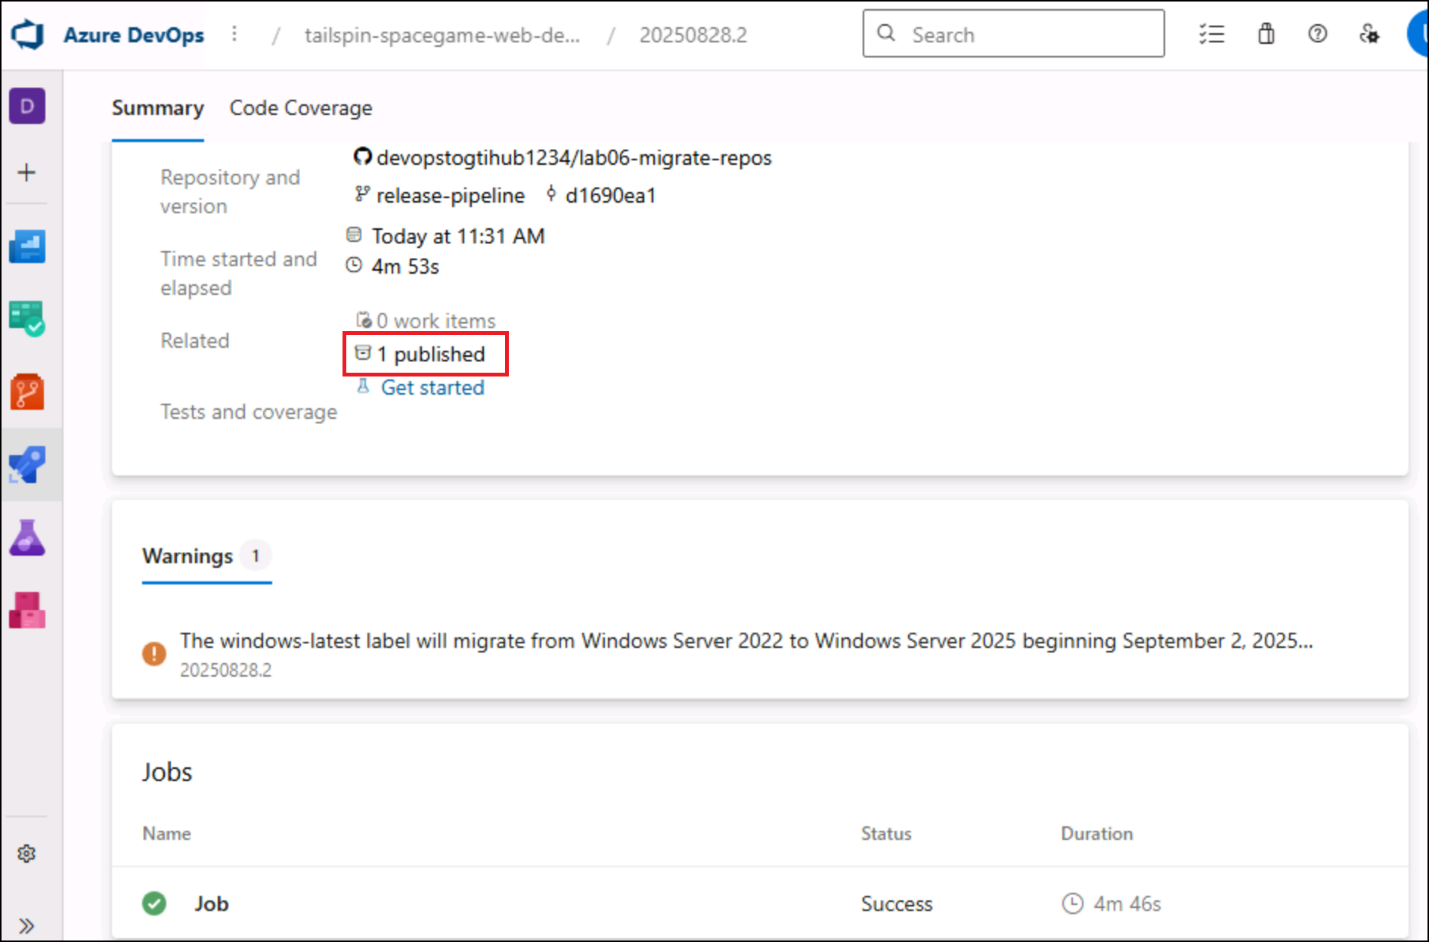 Azure DevOps / tailspin-spacegame-web-de... / 20250828.2 Search
D
Summary Code Coverage
devopstogtihub1234/lab06-migrate-repos
Repository and version
release-pipeline d1690ea1
Today at 11:31 AM
Time started and elapsed
4m 53s
0 work items
Related
1 published
Get started
Tests and coverage
Warnings 1
The windows-latest label will migrate from Windows Server 2022 to Windows Server 2025 beginning September 2, 2025...
20250828.2
Jobs
Name Status Duration
Job Success 4m 46s